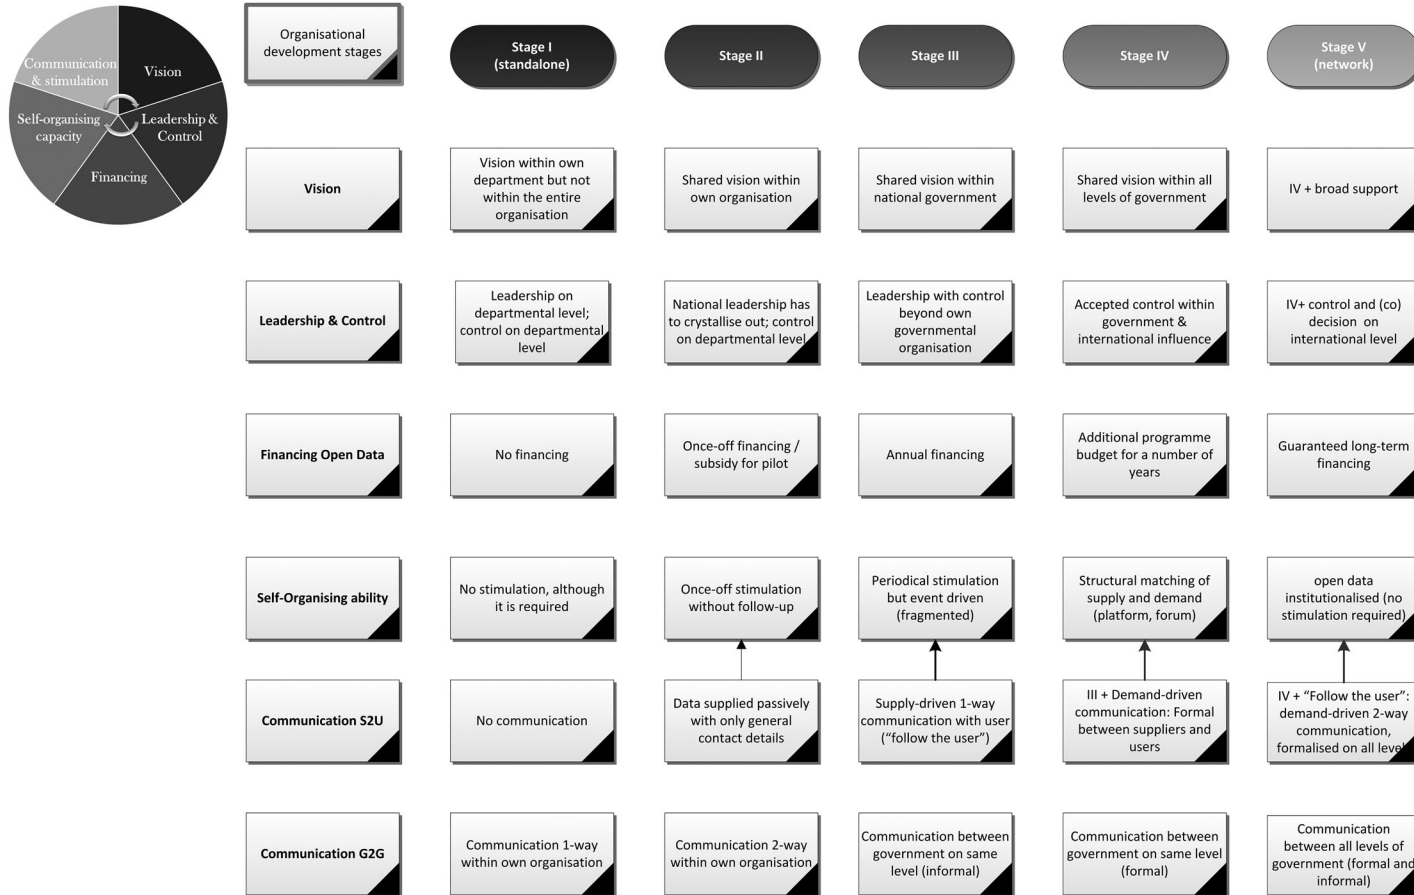 Communication
& stimulation
Vision
Self-organising
capacity
Leadership &
Control
Financing
Organisational
development stages
Stage I
(standalone)
Stage II
Stage III
Stage IV
Stage V
(network)
Vision
Vision within own
department but not
within the entire
organisation
Shared vision within
own organisation
Shared vision within
national government
Shared vision within all
levels of government
IV + broad support
Leadership & Control
Leadership on
departmental level;
control on departmental
level
National leadership has
to crystallise out; control
on departmental level
Leadership with control
beyond own
governmental
organisation
Accepted control within
government &
international influence
IV+ control and (co)
decision on
international level
Financing Open Data
No financing
Once-off financing /
subsidy for pilot
Annual financing
Additional programme
budget for a number of
years
Guaranteed long-term
financing
Self-Organising ability
No stimulation, although
it is required
Once-off stimulation
without follow-up
Periodical stimulation
but event driven
(fragmented)
Structural matching of
supply and demand
(platform, forum)
open data
institutionalised (no
stimulation required)
Communication S2U
No communication
Data supplied passively
with only general
contact details
Supply-driven 1-way
communication with user
(“follow the user”)
III + Demand-driven
communication: Formal
between suppliers and
users
IV + “Follow the user”:
demand-driven 2-way
communication,
formalised on all level
Communication G2G
Communication 1-way
within own organisation
Communication 2-way
within own organisation
Communication between
government on same
level (informal)
Communication between
government on same level
(formal)
Communication
between all levels of
government (formal and
informal)